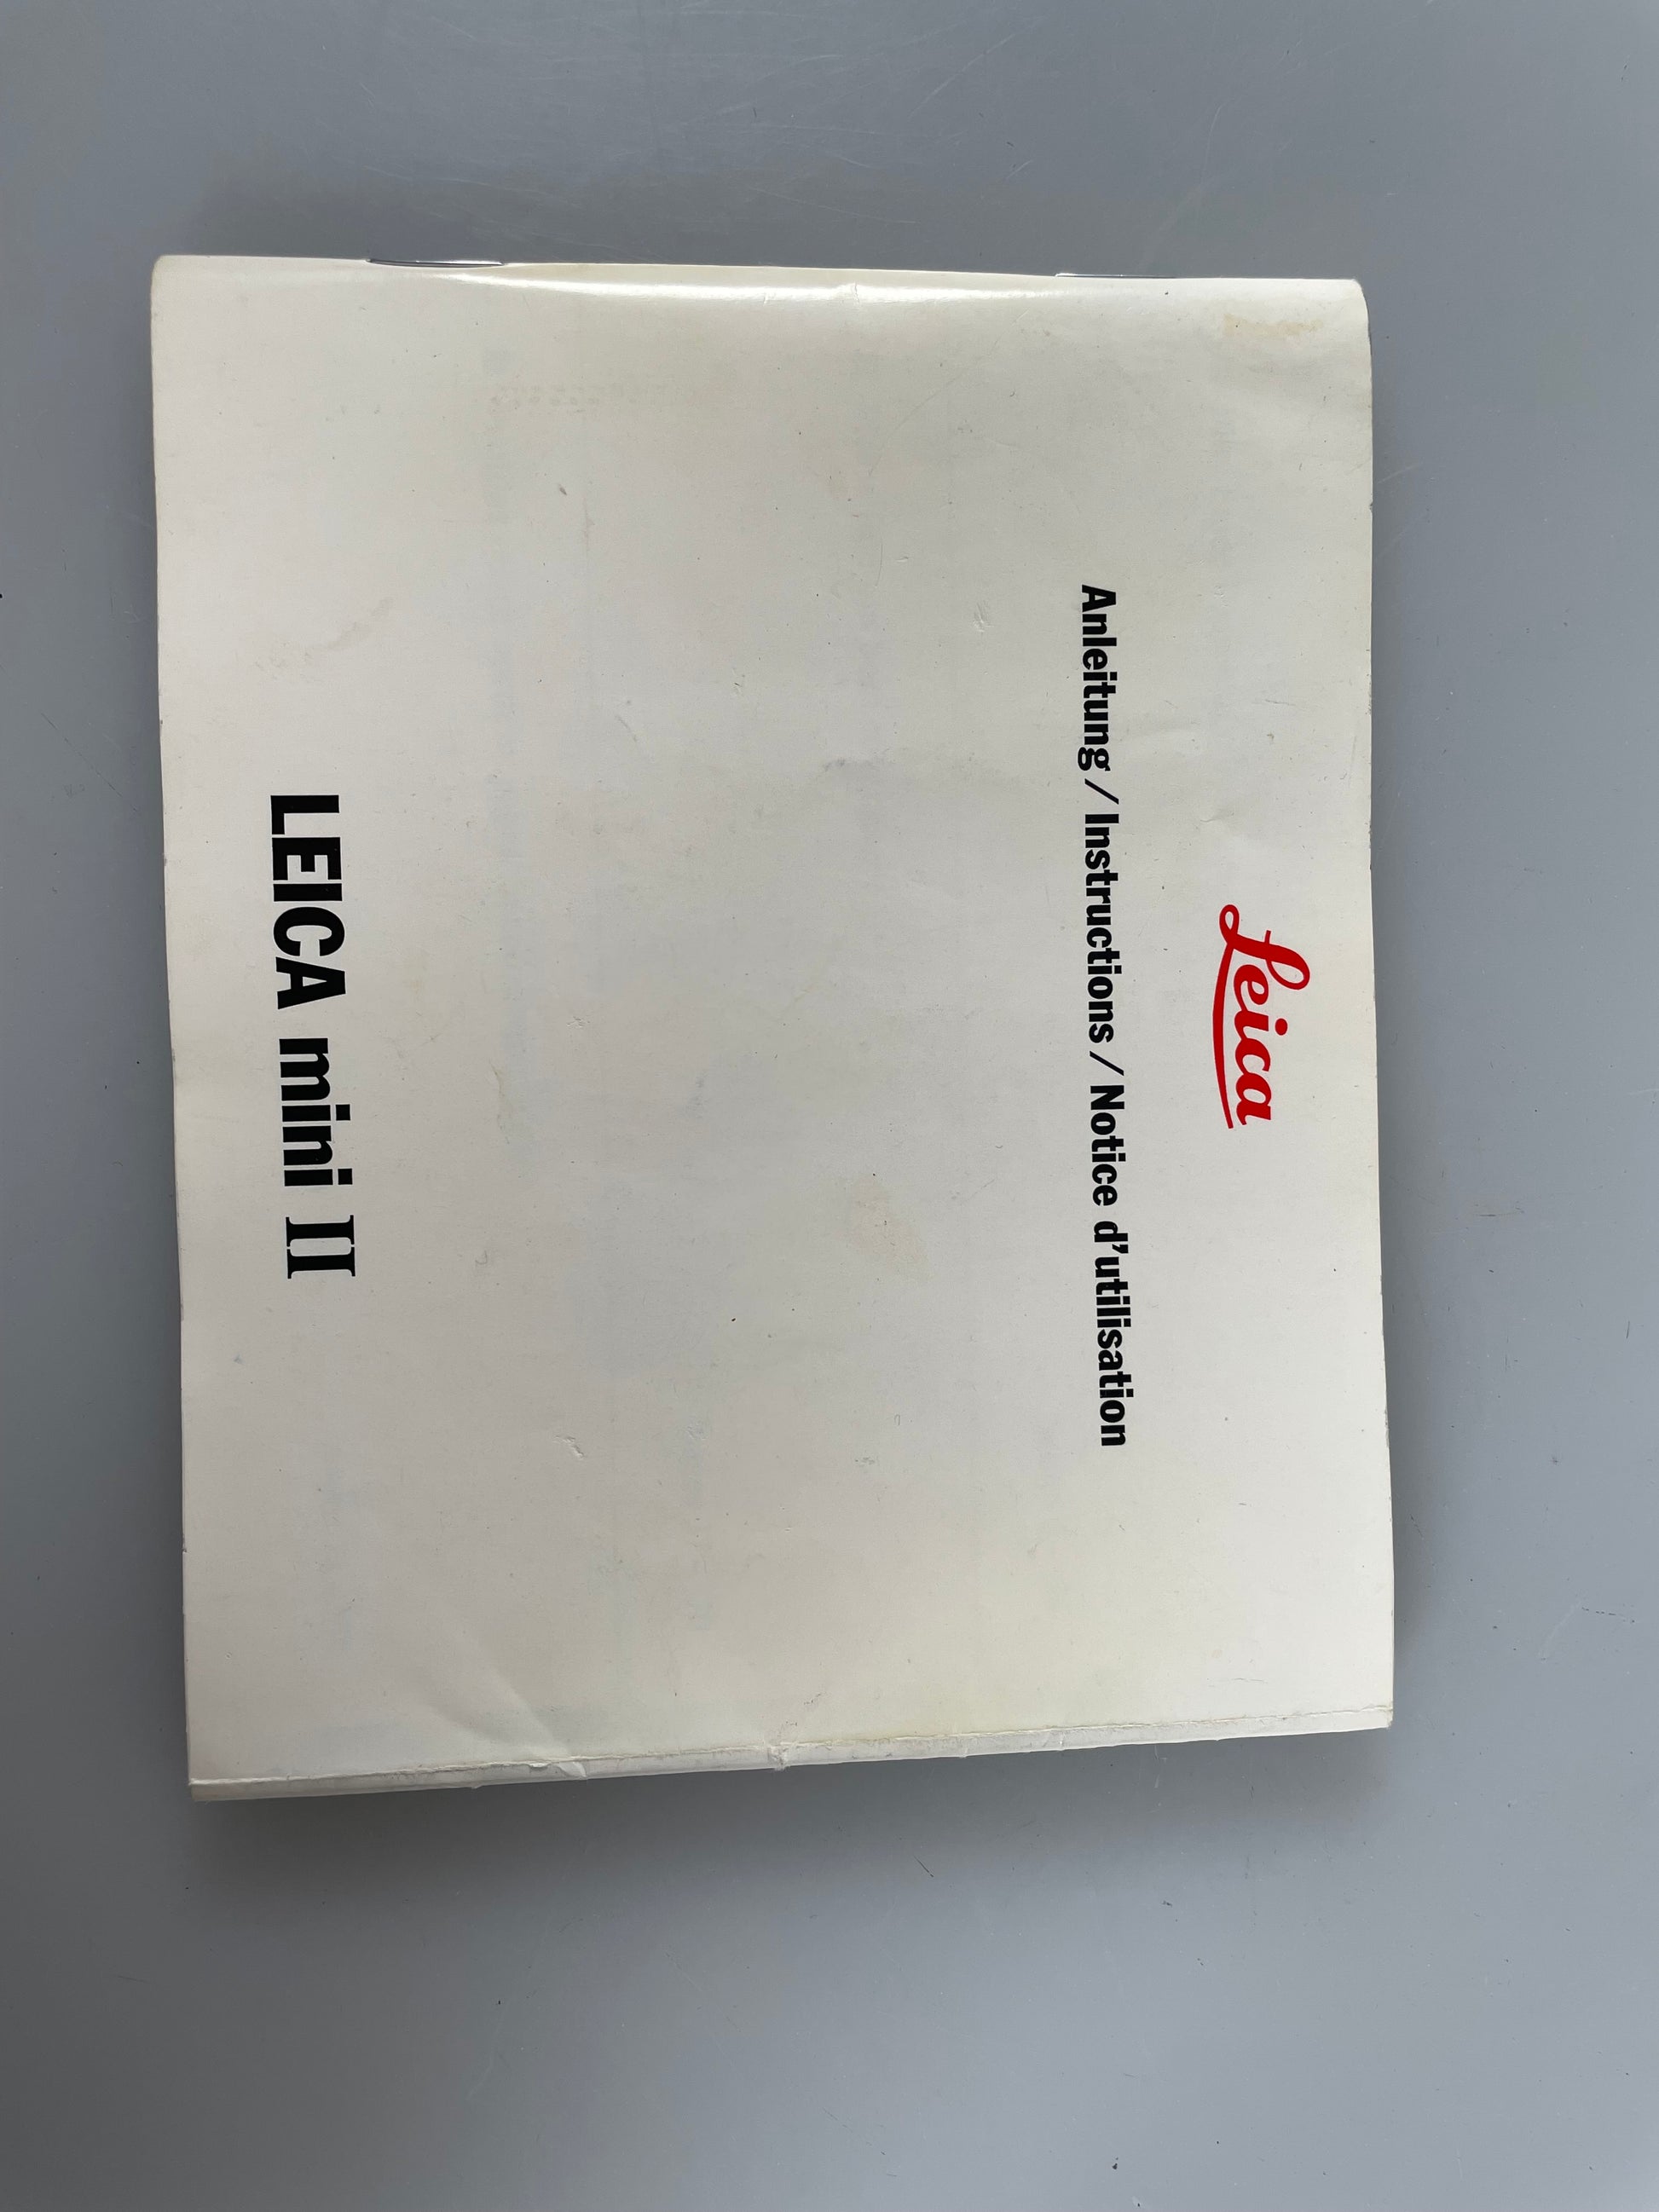 Leica
Anleitung / Instructions / Notice d'utilisation
LEICA mini II